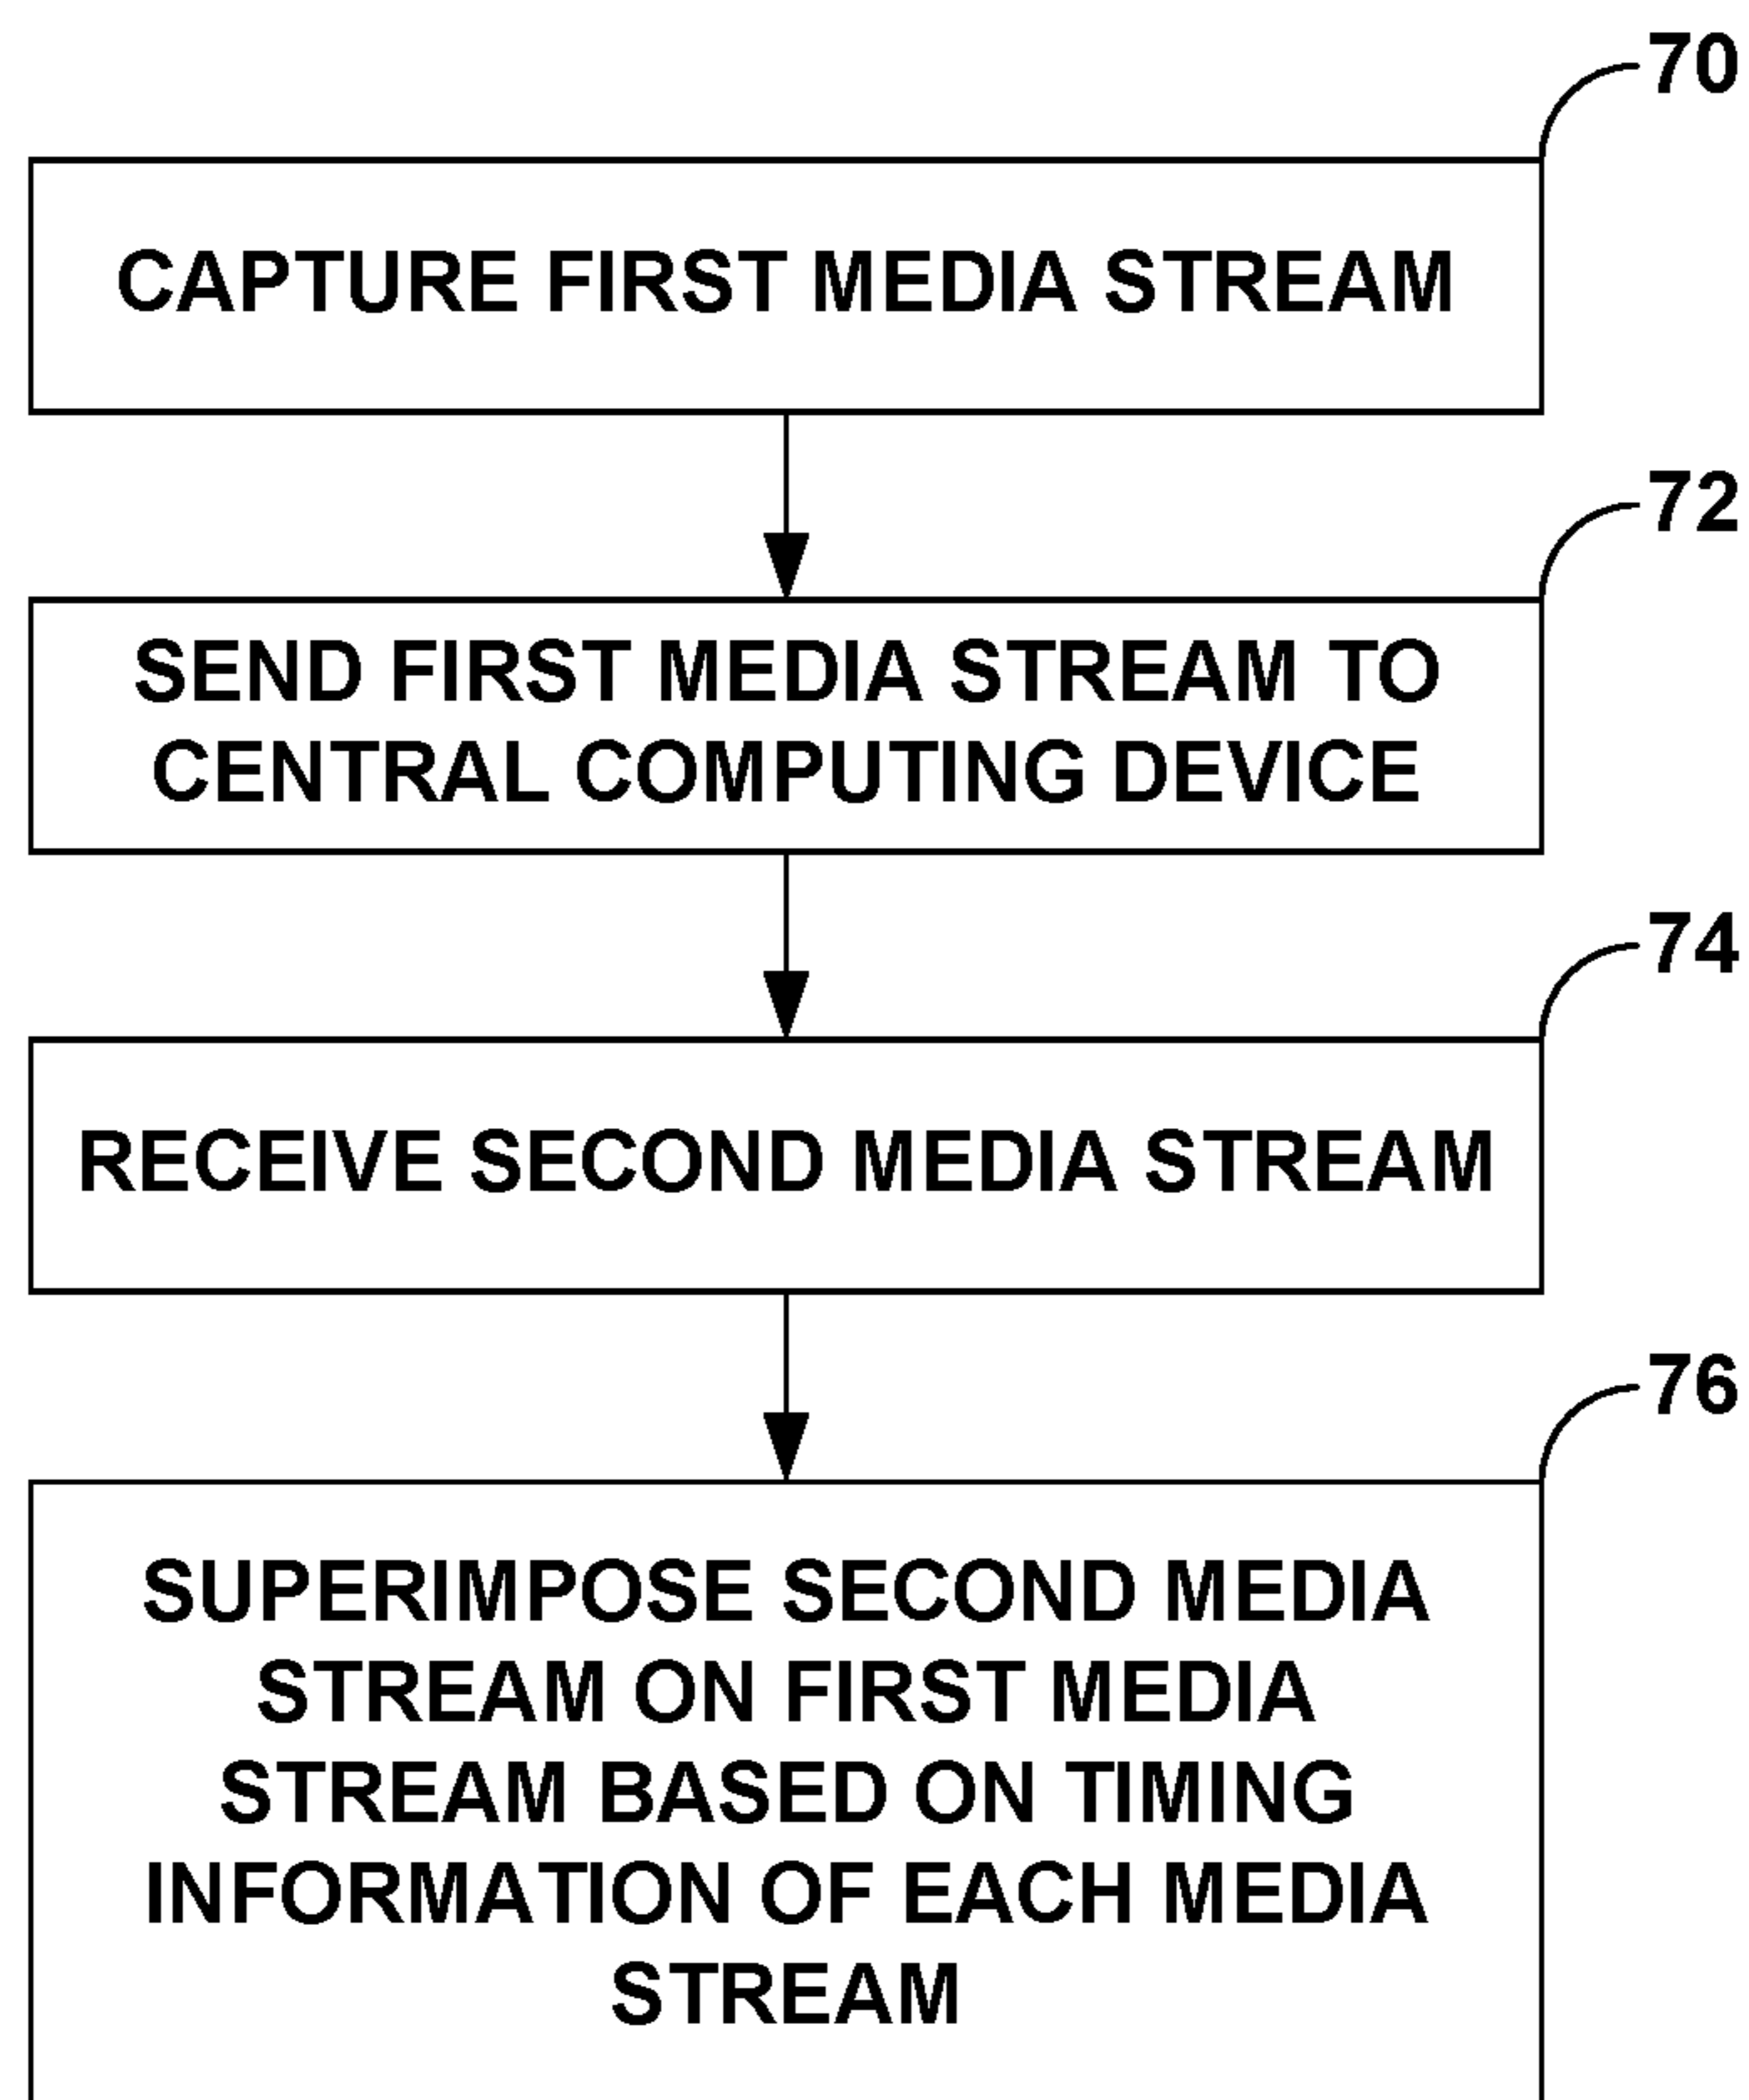 70
CAPTURE FIRST MEDIA STREAM
72
SEND FIRST MEDIA STREAM TO
CENTRAL COMPUTING DEVICE
74
RECEIVE SECOND MEDIA STREAM
76
SUPERIMPOSE SECOND MEDIA
STREAM ON FIRST MEDIA
STREAM BASED ON TIMING
INFORMATION OF EACH MEDIA
STREAM